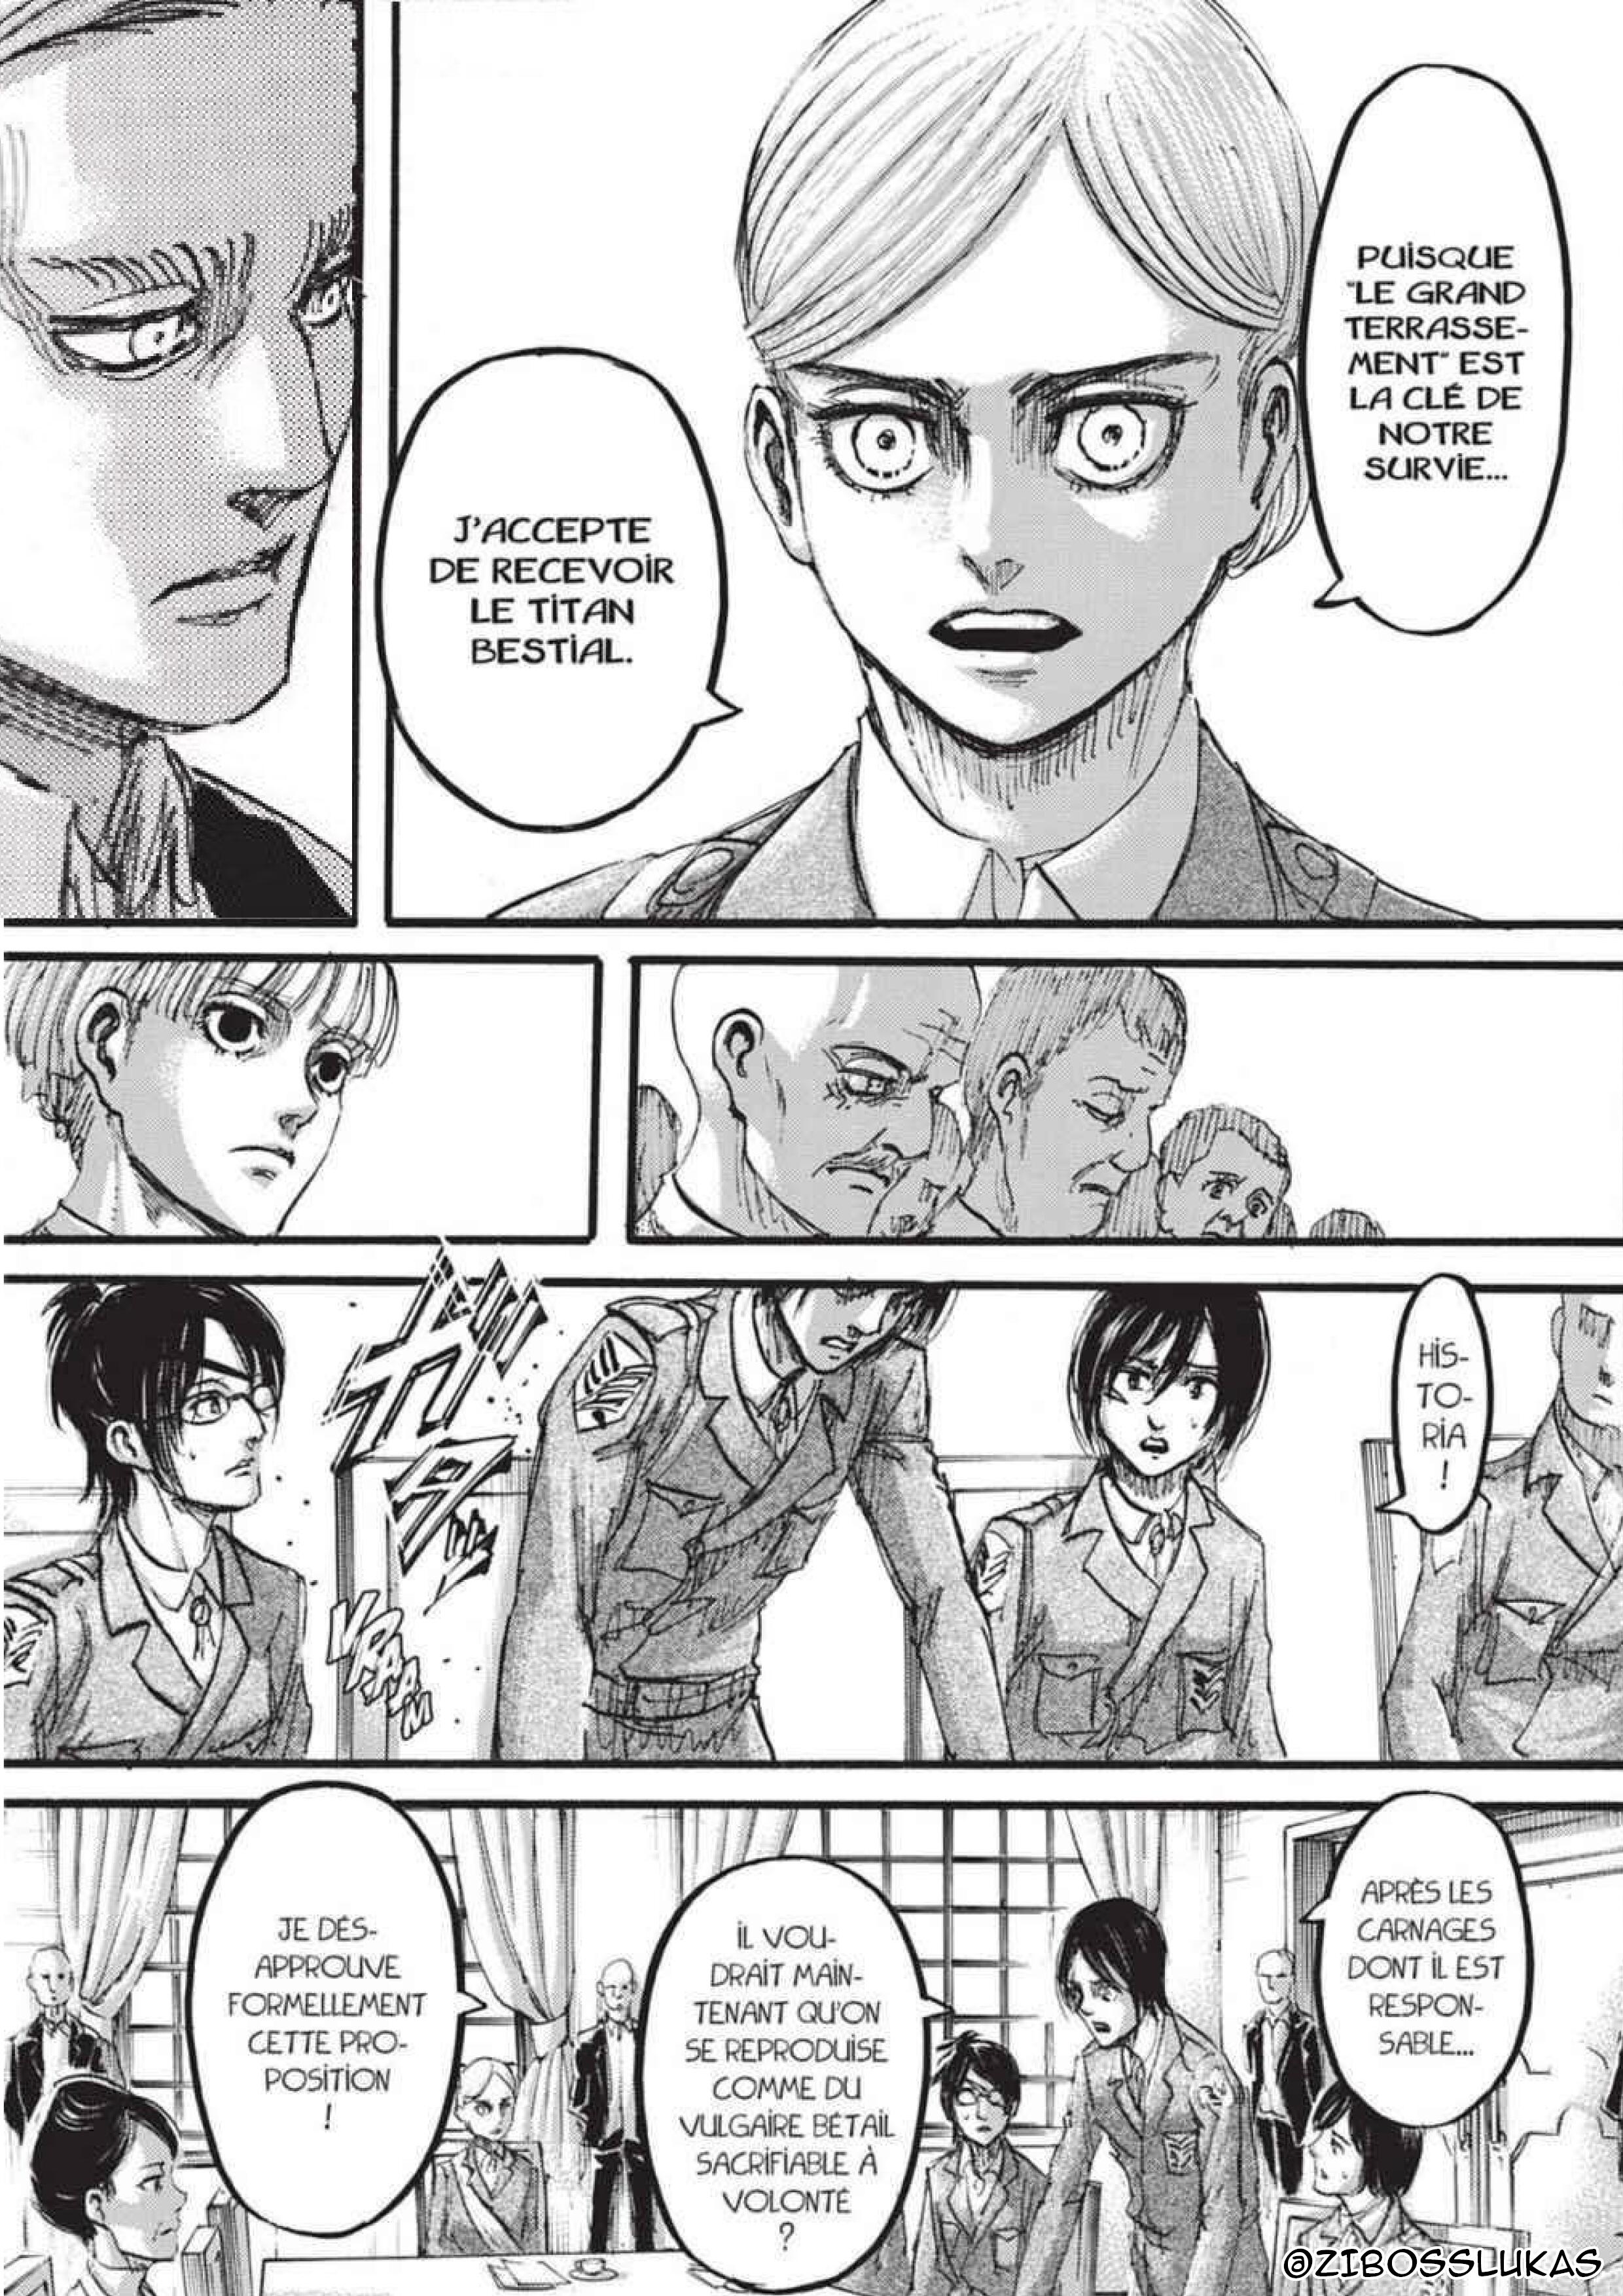 PUISQUE
"LE GRAND
TERRASSE-
MENT" EST
LA CLÉ DE
NOTRE
SURVIE...
J'ACCEPTE
DE RECEVOIR
LE TITAN
BESTIAL.
HIS-
TO-
RIA
!
VRAAAM
APRÈS LES
CARNAGES
DONT IL EST
RESPON-
SABLE...
IL VOU-
DRAIT MAIN-
TENANT QU'ON
SE REPRODUISE
COMME DU
VULGAIRE BÉTAIL
SACRIFIABLE À
VOLONTÉ
?
JE DÉS-
APPROUVE
FORMELLEMENT
CETTE PRO-
POSITION
!
@ZIBOSSLUKAS